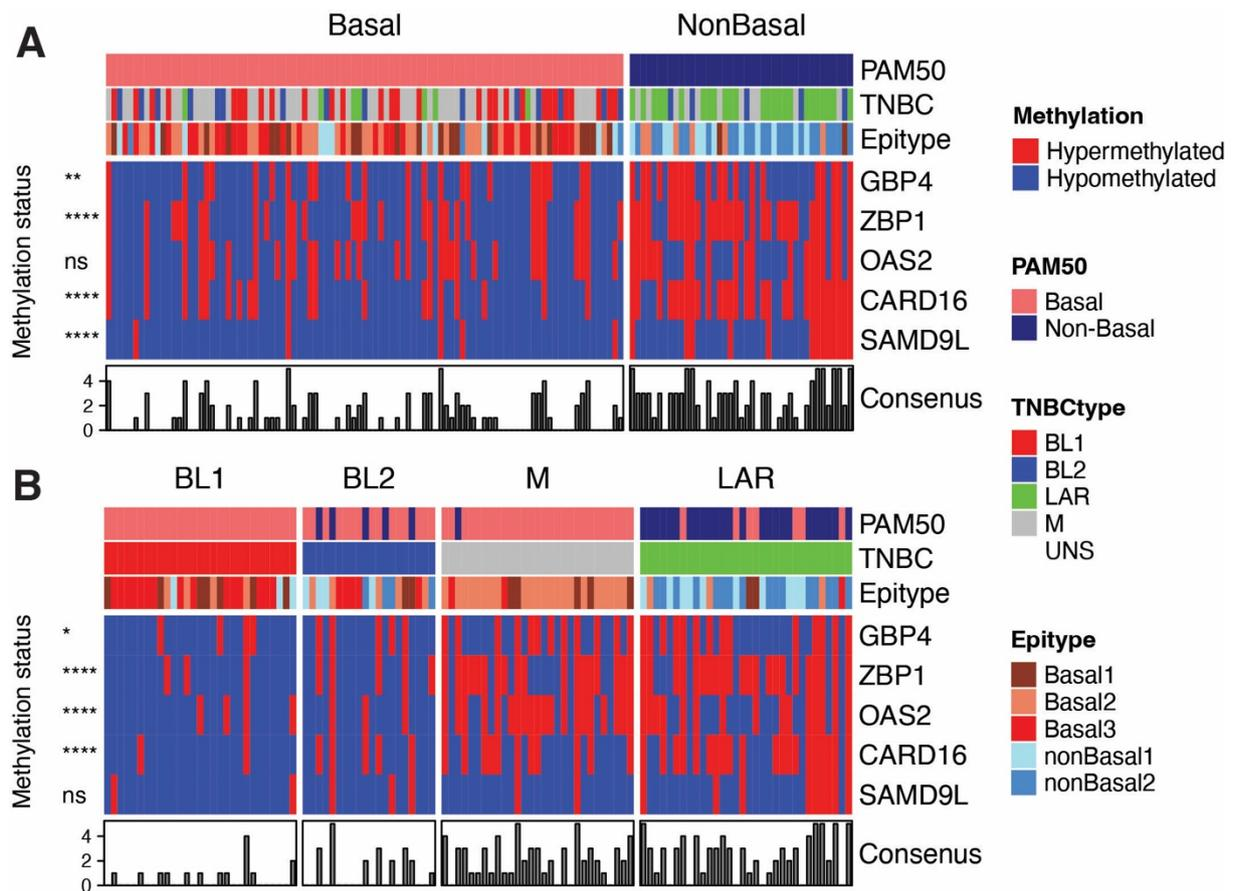 A
Basal
NonBasal
PAM50
TNBC
Epitype
Methylation status
** GBP4
**** ZBP1
ns OAS2
**** CARD16
**** SAMD9L
4
2
0
Consenus
B
BL1
BL2
M
LAR
PAM50
TNBC
Epitype
Methylation status
* GBP4
**** ZBP1
**** OAS2
**** CARD16
ns SAMD9L
4
2
0
Consenus
Methylation
Hypermethylated
Hypomethylated
PAM50
Basal
Non-Basal
TNBCtype
BL1
BL2
LAR
M
UNS
Epitype
Basal1
Basal2
Basal3
nonBasal1
nonBasal2